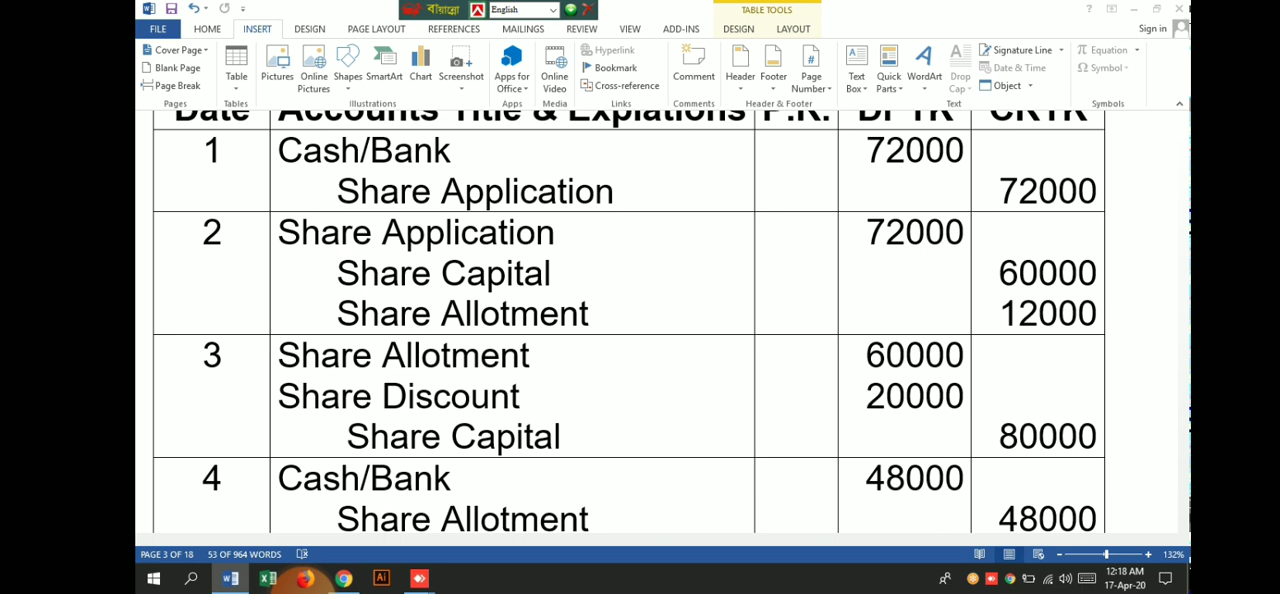 বায়ান্নো English
TABLE TOOLS
Sign in
FILE HOME INSERT DESIGN PAGE LAYOUT REFERENCES MAILINGS REVIEW VIEW ADD-INS DESIGN LAYOUT
Cover Page
Blank Page
Page Break
Pages
Table
Tables
Pictures
Online Pictures
Shapes
SmartArt
Chart
Screenshot
Illustrations
Apps for Office
Apps
Online Video
Media
Hyperlink
Bookmark
Cross-reference
Links
Comment
Comments
Header
Footer
Page Number
Header & Footer
Text Box
Quick Parts
WordArt
Drop Cap
Signature Line
Date & Time
Object
Text
π Equation
Ω Symbol
Symbols
Date Accounts Title & Explations P.R.
1 Cash/Bank 72000
Share Application 72000
2 Share Application 72000
Share Capital 60000
Share Allotment 12000
3 Share Allotment 60000
Share Discount 20000
Share Capital 80000
4 Cash/Bank 48000
Share Allotment 48000
PAGE 3 OF 18 53 OF 964 WORDS 132%
Ai
12:18 AM
17-Apr-20